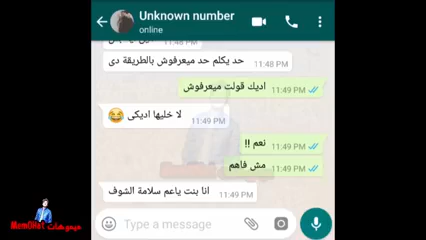 Unknown number
online
11:48 PM
حد يكلم حد ميعرفوش بالطريقة دى
11:48 PM
اديك قولت ميعرفوش
11:49 PM
لا خليها اديكى 😂
11:49 PM
نعم !!
11:49 PM
مش فاهم
11:49 PM
انا بنت ياعم سلامة الشوف
11:49 PM
Type a message
ميموهات MemOHat